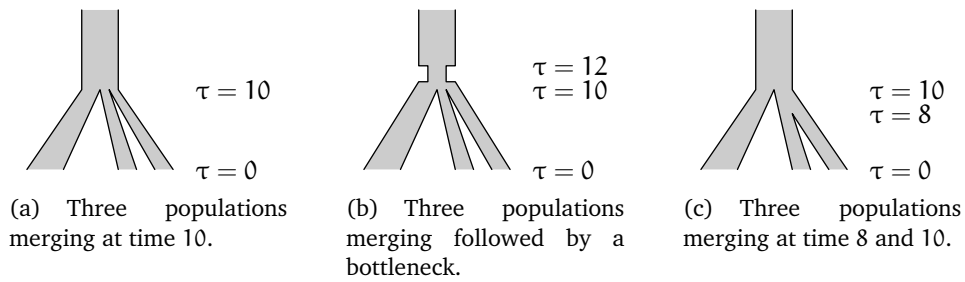 τ = 10
τ = 0
(a) Three populations
merging at time 10.
τ = 12
τ = 10
τ = 0
(b) Three populations
merging followed by a
bottleneck.
τ = 10
τ = 8
τ = 0
(c) Three populations
merging at time 8 and 10.